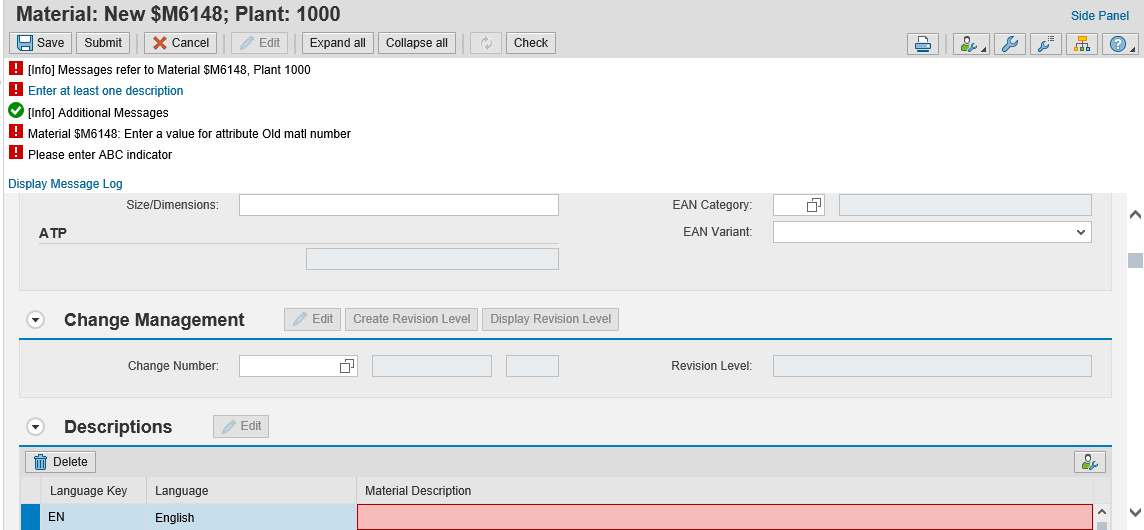 Material: New $M6148; Plant: 1000
Side Panel
Save Submit Cancel Edit Expand all Collapse all Check
[Info] Messages refer to Material $M6148, Plant 1000
Enter at least one description
[Info] Additional Messages
Material $M6148: Enter a value for attribute Old matl number
Please enter ABC indicator
Display Message Log
Size/Dimensions: EAN Category:
ATP EAN Variant:
Change Management Edit Create Revision Level Display Revision Level
Change Number: Revision Level:
Descriptions Edit
Delete
Language Key Language Material Description
EN English